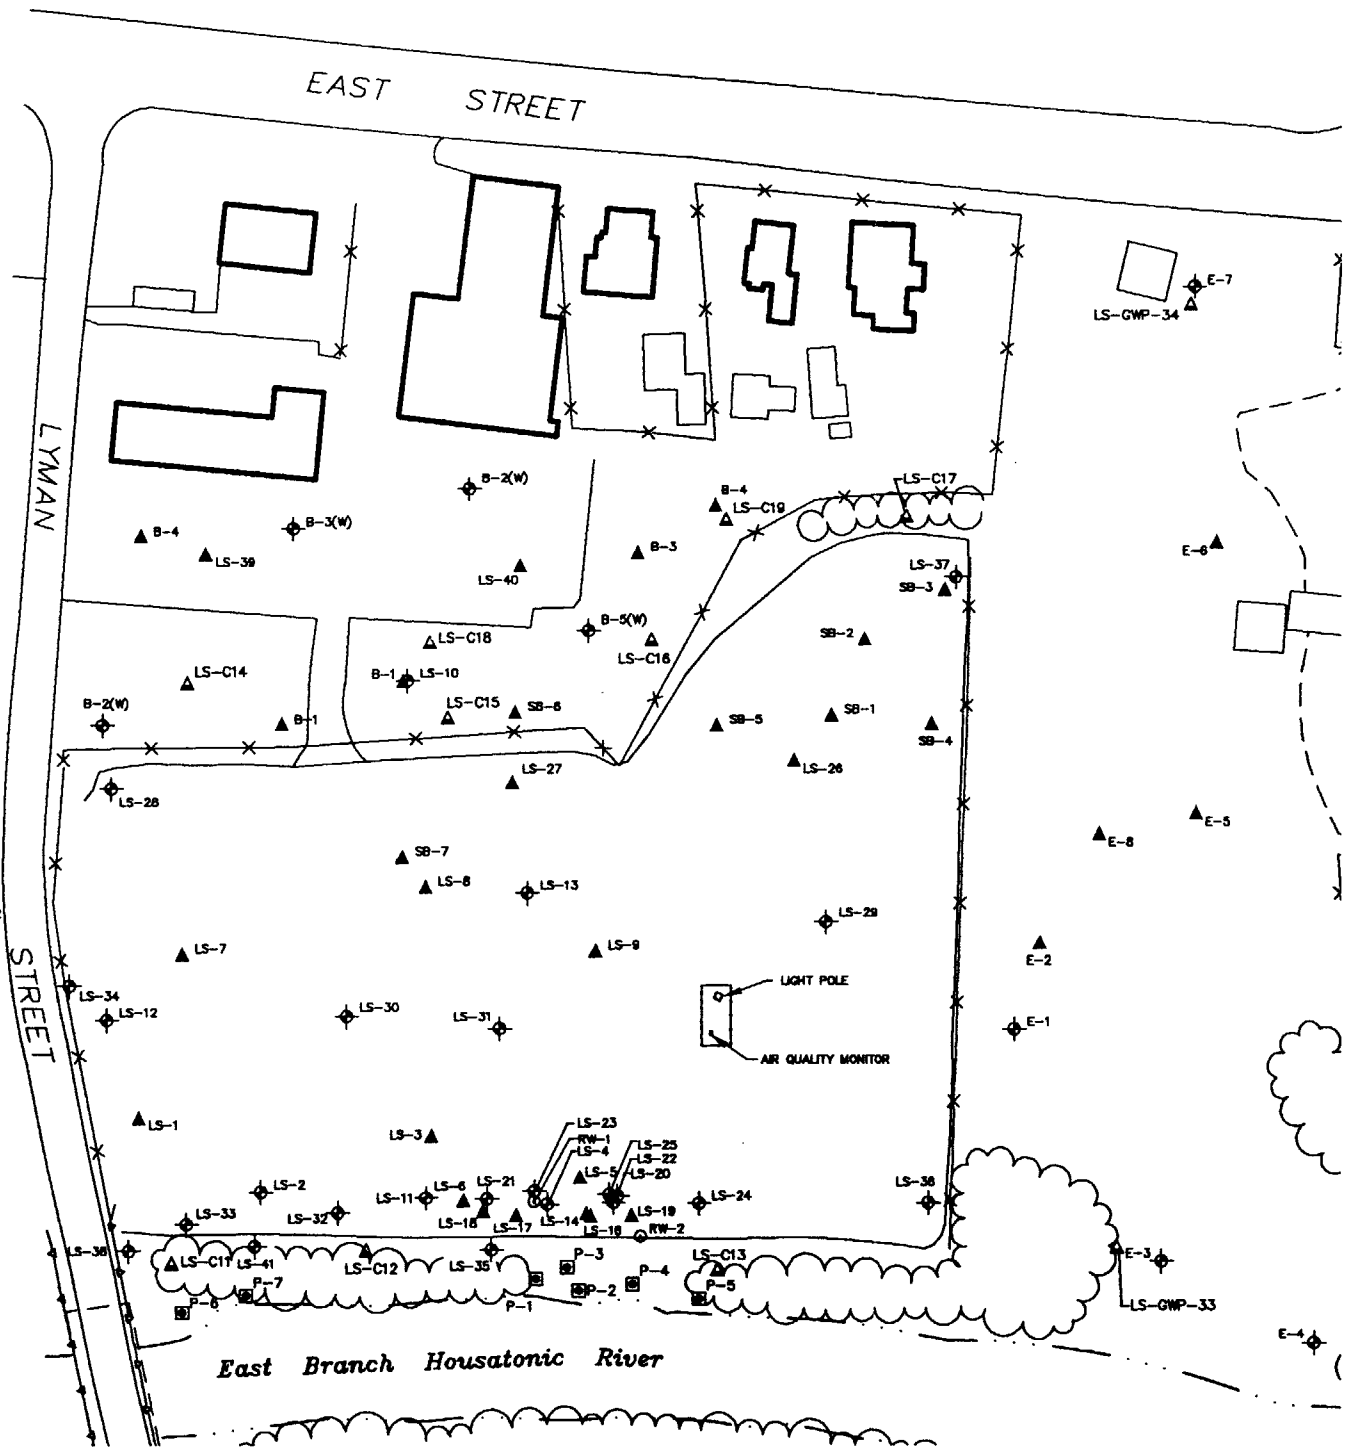 EAST STREET
E-7
LS-GWP-34
LYMAN
STREET
B-2(W)
LS-C17
B-4
LS-C19
B-3(W)
B-4
LS-39
B-3
E-6
LS-40
LS-37
SB-3
B-5(W)
SB-2
LS-C18
LS-C16
LS-C14
B-1
LS-10
B-2(W)
LS-C15
SB-6
SB-1
B-1
SB-5
SB-4
LS-26
LS-27
LS-28
E-5
E-8
SB-7
LS-8
LS-13
LS-29
LS-7
LS-9
E-2
LIGHT POLE
LS-34
LS-12
LS-30
LS-31
E-1
AIR QUALITY MONITOR
LS-1
LS-3
LS-23
RW-1
LS-4
LS-25
LS-22
LS-20
LS-5
LS-2
LS-11
LS-6
LS-21
LS-24
LS-36
LS-33
LS-32
LS-18
LS-17
LS-14
LS-16
LS-19
RW-2
LS-38
LS-C11
LS-41
LS-C12
LS-35
P-3
LS-C13
E-3
P-7
P-6
P-1
P-2
P-4
P-5
LS-GWP-33
E-4
East Branch Housatonic River